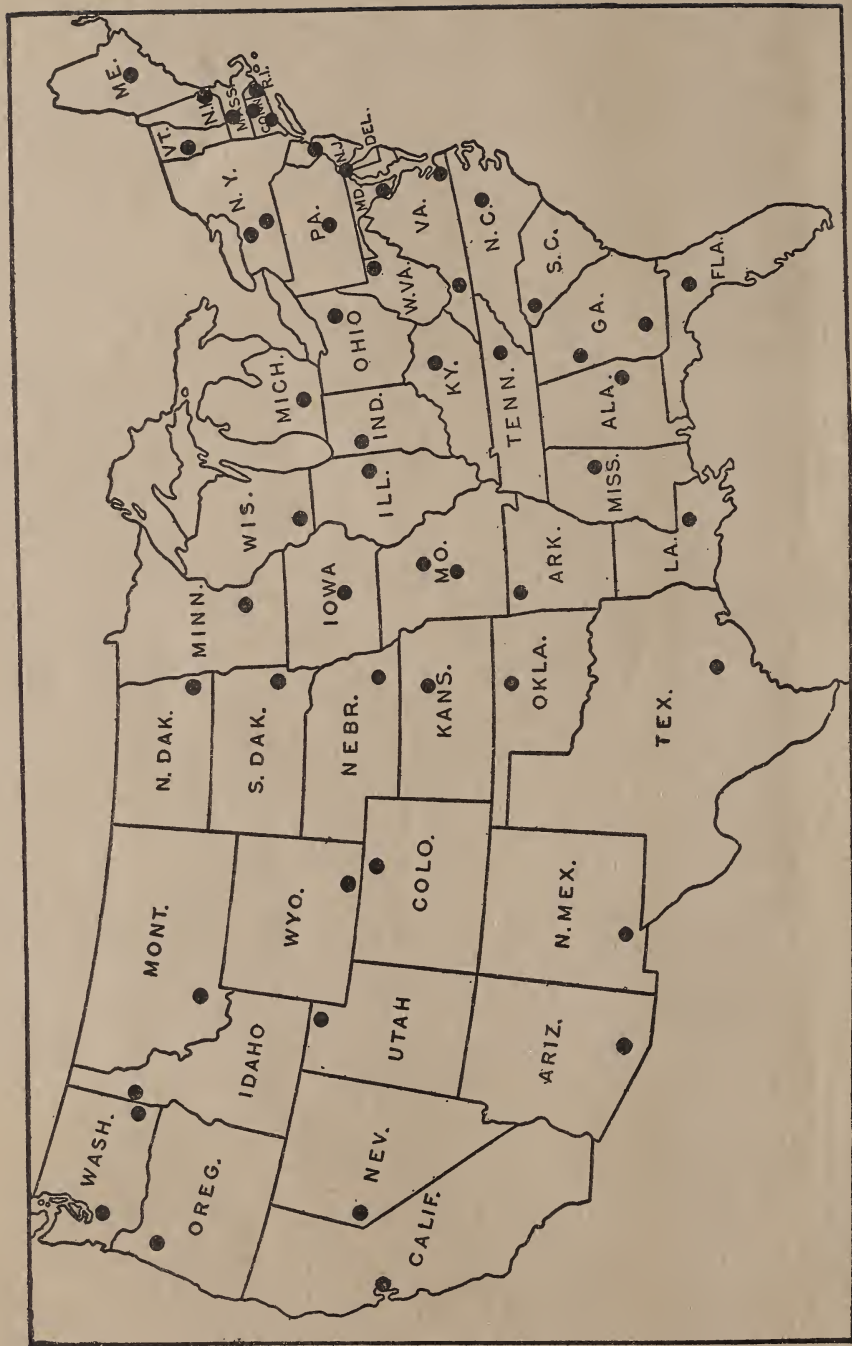 WASH.
OREG.
CALIF.
NEV.
IDAHO
MONT.
WYO.
UTAH
COLO.
ARIZ.
N.MEX.
N. DAK.
S. DAK.
NEBR.
KANS.
OKLA.
TEX.
MINN.
IOWA
MO.
ARK.
LA.
WIS.
ILL.
MICH.
IND.
OHIO
KY.
TENN.
MISS.
ALA.
GA.
FLA.
S.C.
N.C.
VA.
W.VA.
MD.
DEL.
PA.
N.J.
N.Y.
CONN.
R.I.
MASS.
VT.
N.H.
ME.